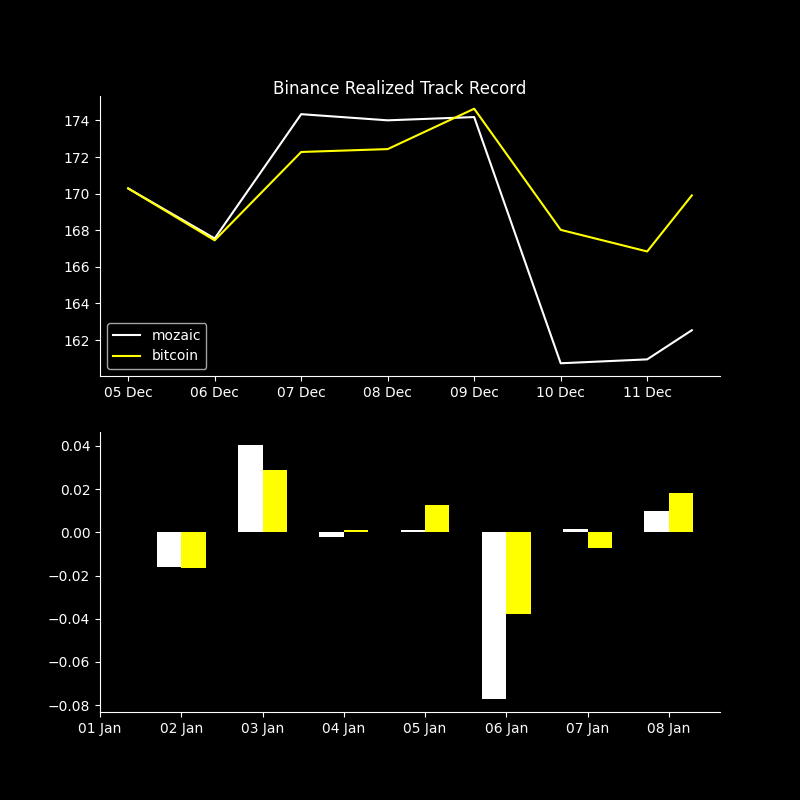 Binance Realized Track Record
174
172
170
168
166
164
162
mozaic
bitcoin
05 Dec 06 Dec 07 Dec 08 Dec 09 Dec 10 Dec 11 Dec
0.04
0.02
0.00
−0.02
−0.04
−0.06
−0.08
01 Jan 02 Jan 03 Jan 04 Jan 05 Jan 06 Jan 07 Jan 08 Jan